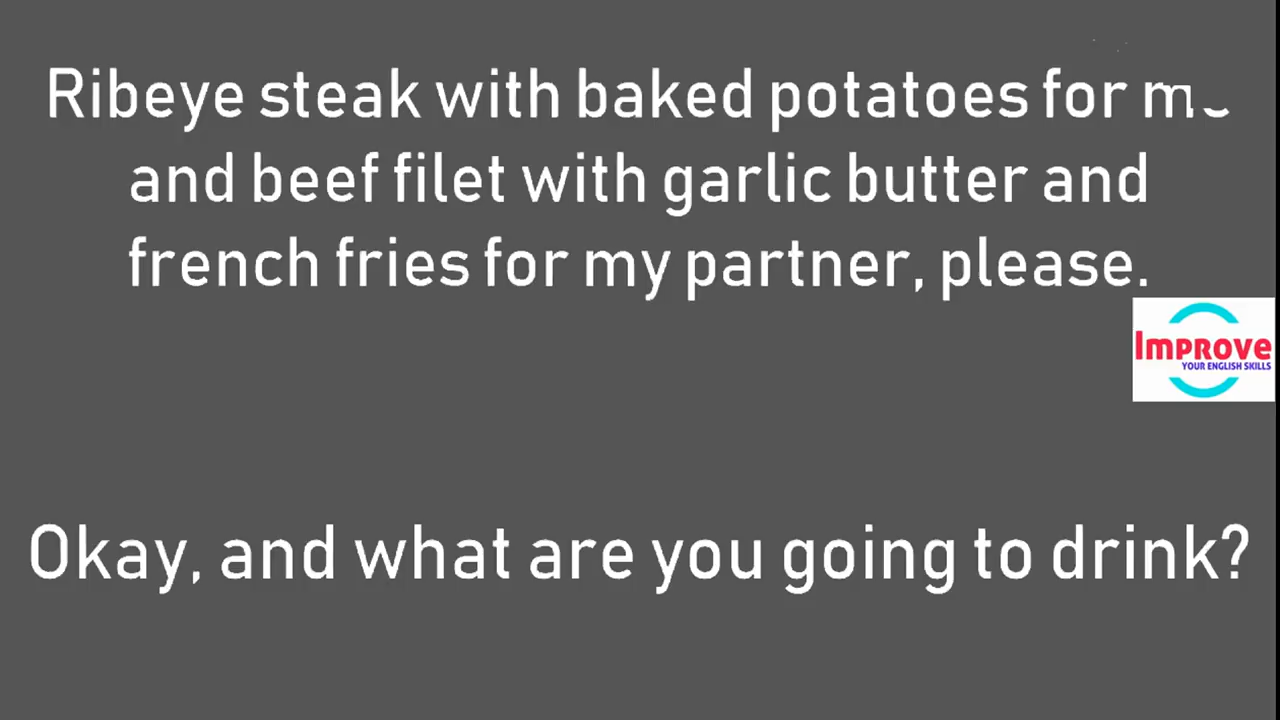 Ribeye steak with baked potatoes for me
and beef filet with garlic butter and
french fries for my partner, please.
IMPROVE
YOUR ENGLISH SKILLS
Okay, and what are you going to drink?